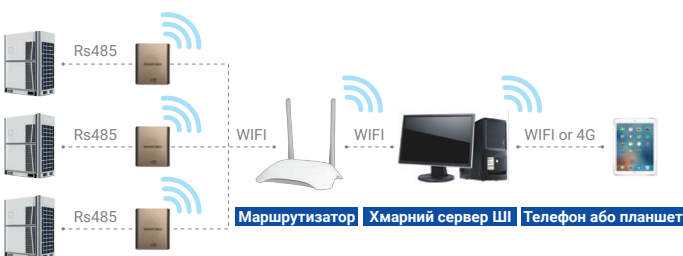 Rs485
Rs485
WIFI
WIFI
WIFI or 4G
Rs485
Маршрутизатор
Хмарний сервер ШІ
Телефон або планшет